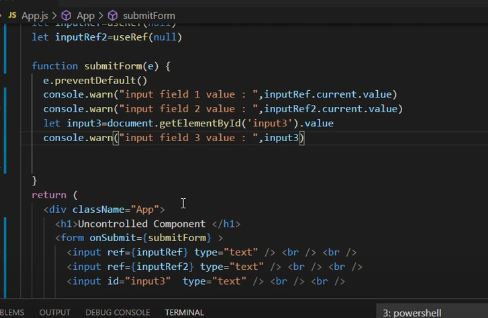 App.js > App > submitForm
let inputRef=useRef(null)
let inputRef2=useRef(null)
function submitForm(e) {
e.preventDefault()
console.warn("input field 1 value : ",inputRef.current.value)
console.warn("input field 2 value : ",inputRef2.current.value)
let input3=document.getElementById('input3').value
console.warn("input field 3 value : ",input3)
}
return (
<div className="App">
<h1>Uncontrolled Component </h1>
<form onSubmit={submitForm} >
<input ref={inputRef} type="text" /> <br /> <br />
<input ref={inputRef2} type="text" /> <br /> <br />
<input id="input3"  type="text" /> <br /> <br />
PROBLEMS OUTPUT DEBUG CONSOLE TERMINAL 3: powershell